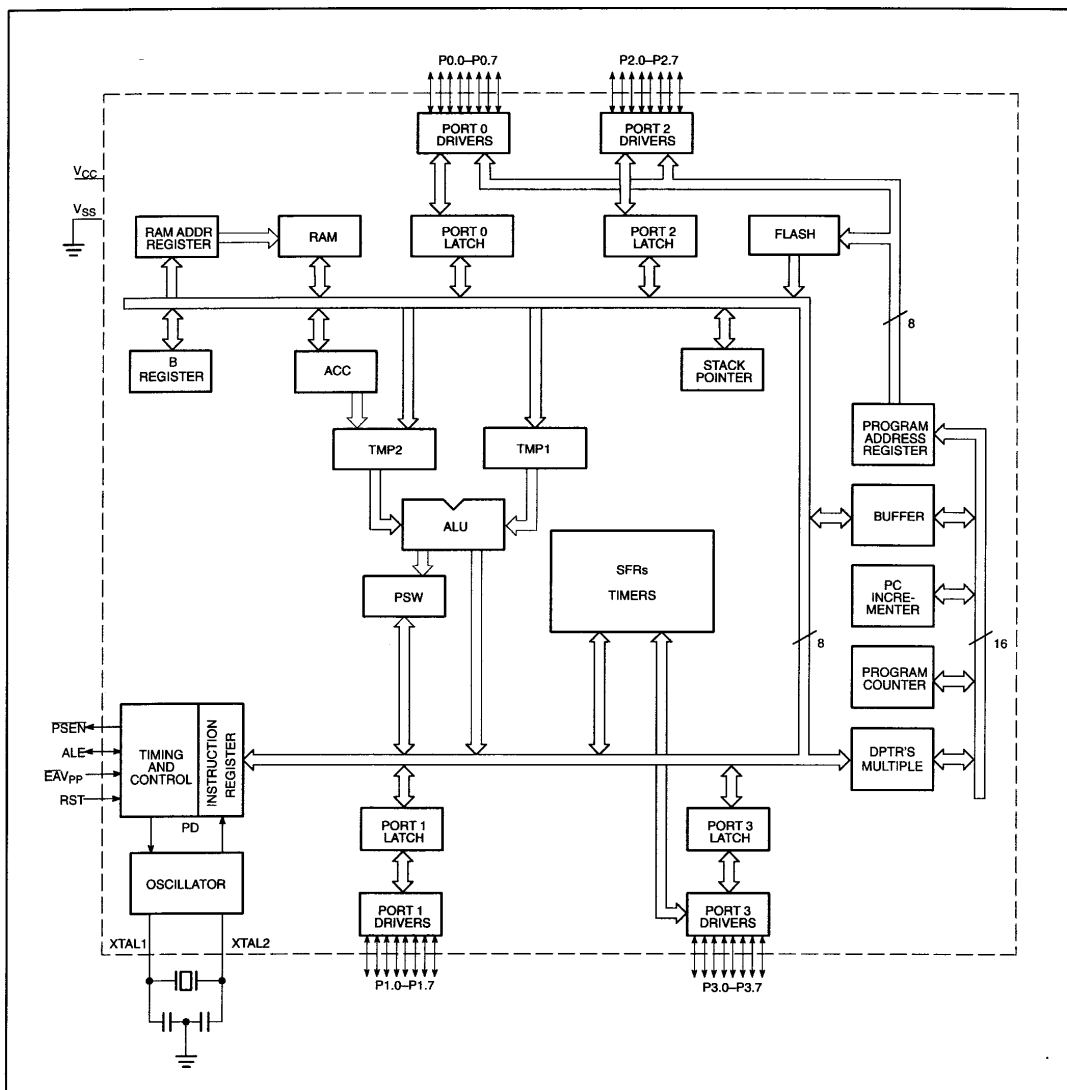 P0.0–P0.7
P2.0–P2.7
PORT 0
DRIVERS
PORT 2
DRIVERS
VCC
VSS
RAM ADDR
REGISTER
RAM
PORT 0
LATCH
PORT 2
LATCH
FLASH
8
B
REGISTER
ACC
STACK
POINTER
PROGRAM
ADDRESS
REGISTER
TMP2
TMP1
BUFFER
ALU
SFRs
TIMERS
PSW
PC
INCRE-
MENTER
8
16
PROGRAM
COUNTER
PSEN
ALE
EAVPP
RST
TIMING
AND
CONTROL
INSTRUCTION
REGISTER
DPTR'S
MULTIPLE
PD
PORT 1
LATCH
PORT 3
LATCH
OSCILLATOR
PORT 1
DRIVERS
PORT 3
DRIVERS
XTAL1
XTAL2
P1.0–P1.7
P3.0–P3.7